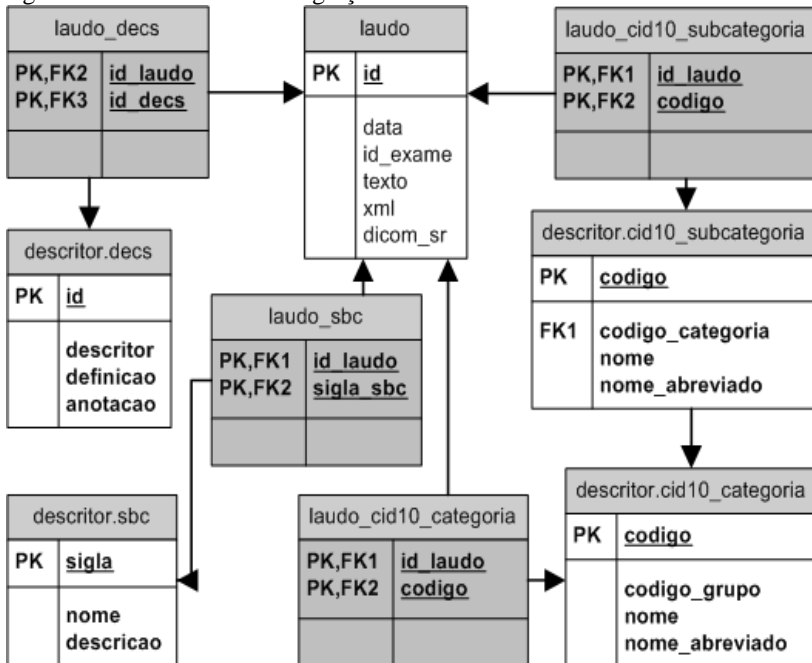 laudo_decs
PK,FK2 id_laudo
PK,FK3 id_decs
laudo
PK id
data
id_exame
texto
xml
dicom_sr
laudo_cid10_subcategoria
PK,FK1 id_laudo
PK,FK2 codigo
descritor.decs
PK id
descritor
definicao
anotacao
descritor.cid10_subcategoria
PK codigo
FK1 codigo_categoria
nome
nome_abreviado
laudo_sbc
PK,FK1 id_laudo
PK,FK2 sigla_sbc
descritor.sbc
PK sigla
nome
descricao
laudo_cid10_categoria
PK,FK1 id_laudo
PK,FK2 codigo
descritor.cid10_categoria
PK codigo
codigo_grupo
nome
nome_abreviado